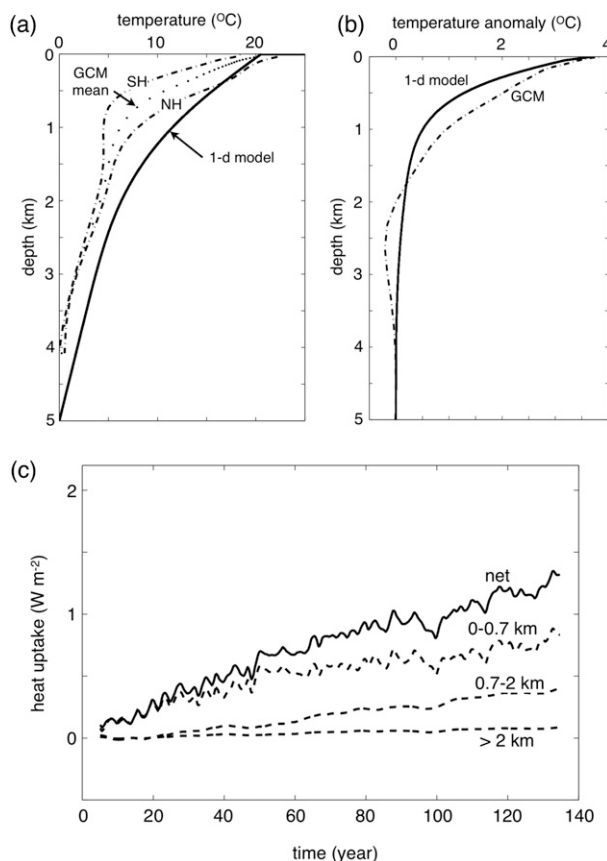 (a)
temperature (OC)
0 10 20
0
1
2
3
4
5
depth (km)
GCM
mean
SH
NH
1-d model
(b)
temperature anomaly (OC)
0 2 4
0
1
2
3
4
5
depth (km)
1-d model
GCM
(c)
2
1
0
heat uptake (W m-2)
net
0-0.7 km
0.7-2 km
> 2 km
0 20 40 60 80 100 120 140
time (year)